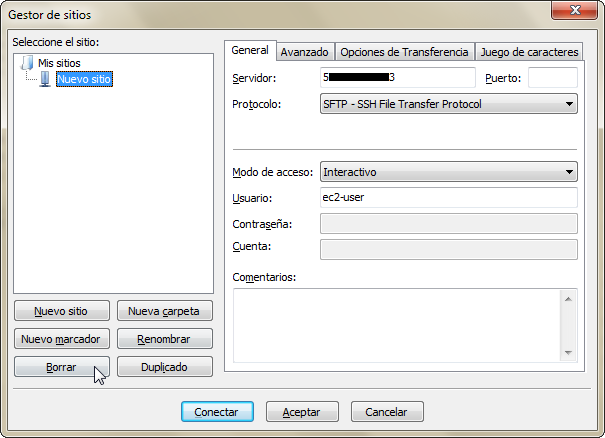 Gestor de sitios
Seleccione el sitio:
Mis sitios
Nuevo sitio
Nuevo sitio
Nueva carpeta
Nuevo marcador
Renombrar
Borrar
Duplicado
General
Avanzado
Opciones de Transferencia
Juego de caracteres
Servidor:
5
3
Puerto:
Protocolo:
SFTP - SSH File Transfer Protocol
Modo de acceso:
Interactivo
Usuario:
ec2-user
Contraseña:
Cuenta:
Comentarios:
Conectar
Aceptar
Cancelar